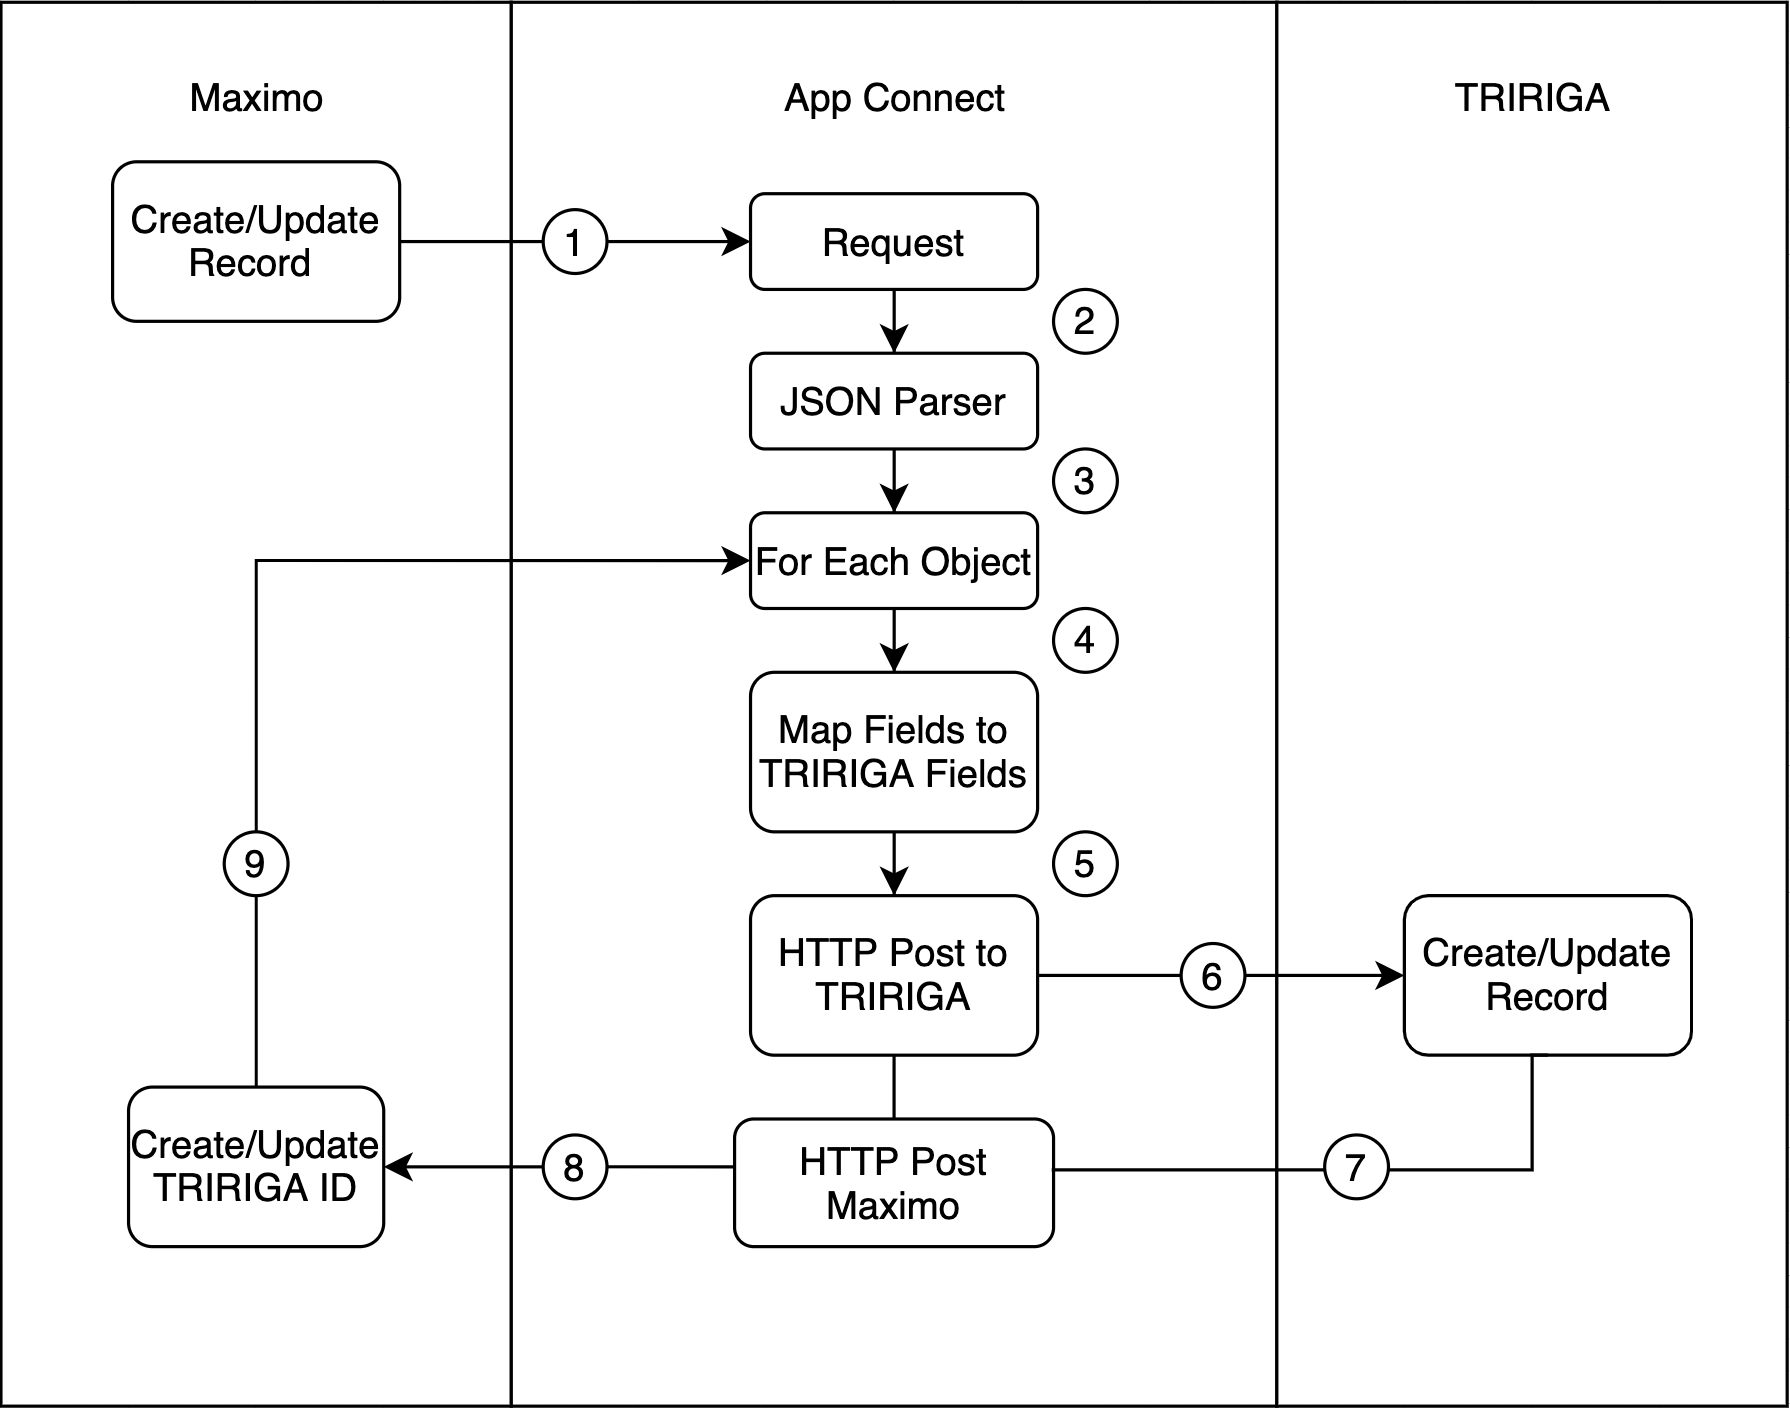 Maximo
App Connect
TRIRIGA
Create/Update
Record
1
Request
2
JSON Parser
3
For Each Object
4
Map Fields to
TRIRIGA Fields
9
5
HTTP Post to
TRIRIGA
6
Create/Update
Record
Create/Update
TRIRIGA ID
8
HTTP Post
Maximo
7